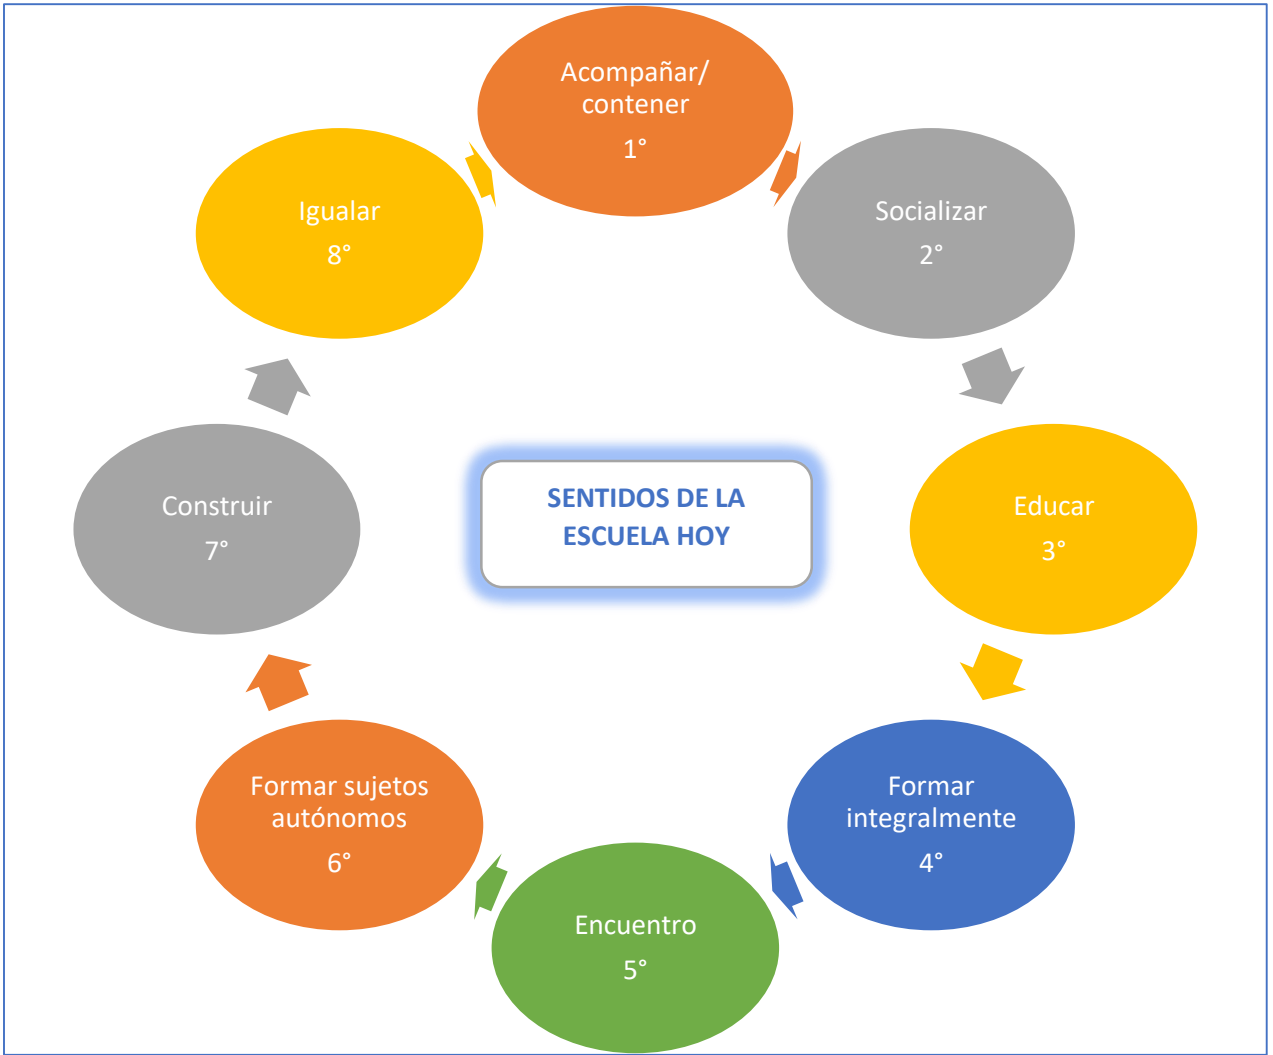 Acompañar/
contener
1°
Socializar
2°
Educar
3°
Formar
integralmente
4°
Encuentro
5°
Formar sujetos
autónomos
6°
Construir
7°
Igualar
8°
SENTIDOS DE LA
ESCUELA HOY